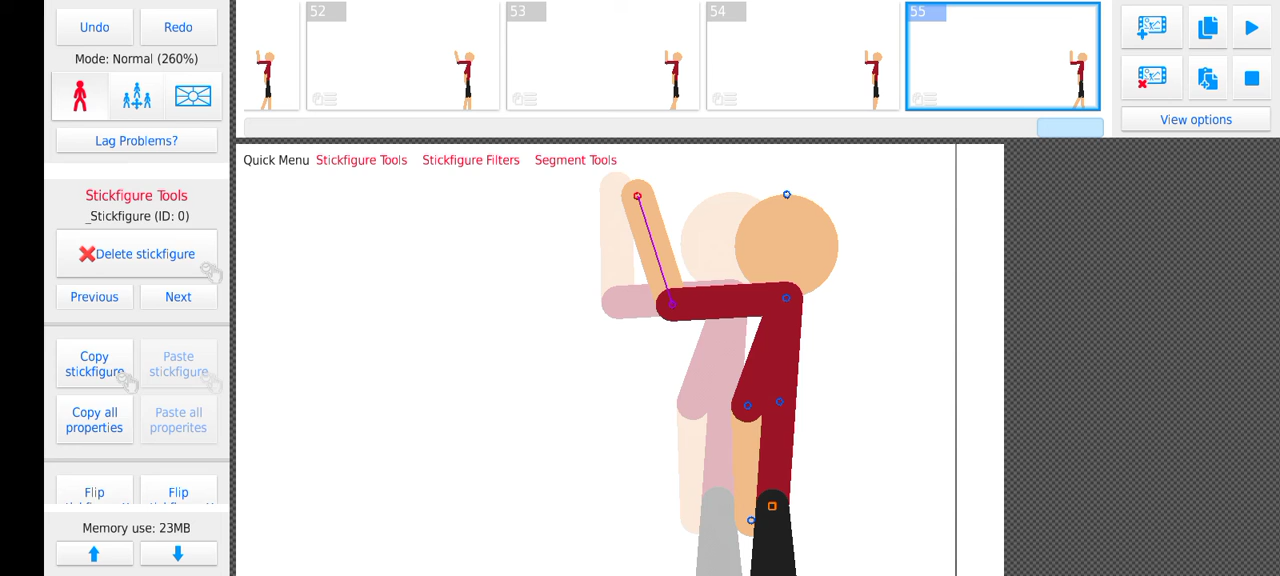 Undo
Redo
Mode: Normal (260%)
Lag Problems?
Stickfigure Tools
_Stickfigure (ID: 0)
Delete stickfigure
Previous
Next
Copy
stickfigure
Paste
stickfigure
Copy all
properties
Paste all
properites
Flip
Flip
Memory use: 23MB
52
53
54
55
View options
Quick Menu
Stickfigure Tools
Stickfigure Filters
Segment Tools